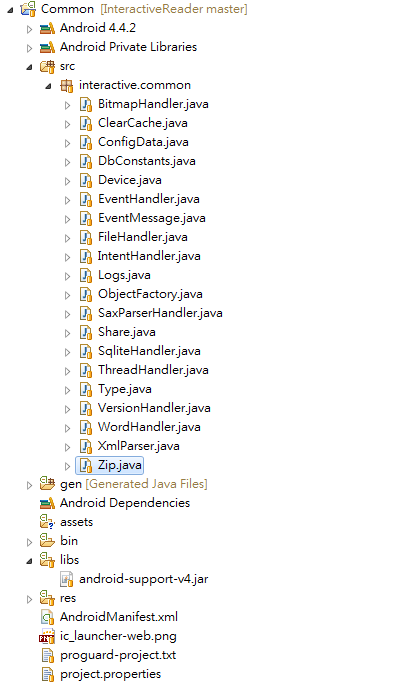 Common [InteractiveReader master]
Android 4.4.2
Android Private Libraries
src
interactive.common
BitmapHandler.java
ClearCache.java
ConfigData.java
DbConstants.java
Device.java
EventHandler.java
EventMessage.java
FileHandler.java
IntentHandler.java
Logs.java
ObjectFactory.java
SaxParserHandler.java
Share.java
SqliteHandler.java
ThreadHandler.java
Type.java
VersionHandler.java
WordHandler.java
XmlParser.java
Zip.java
gen [Generated Java Files]
Android Dependencies
assets
bin
libs
android-support-v4.jar
res
AndroidManifest.xml
ic_launcher-web.png
proguard-project.txt
project.properties